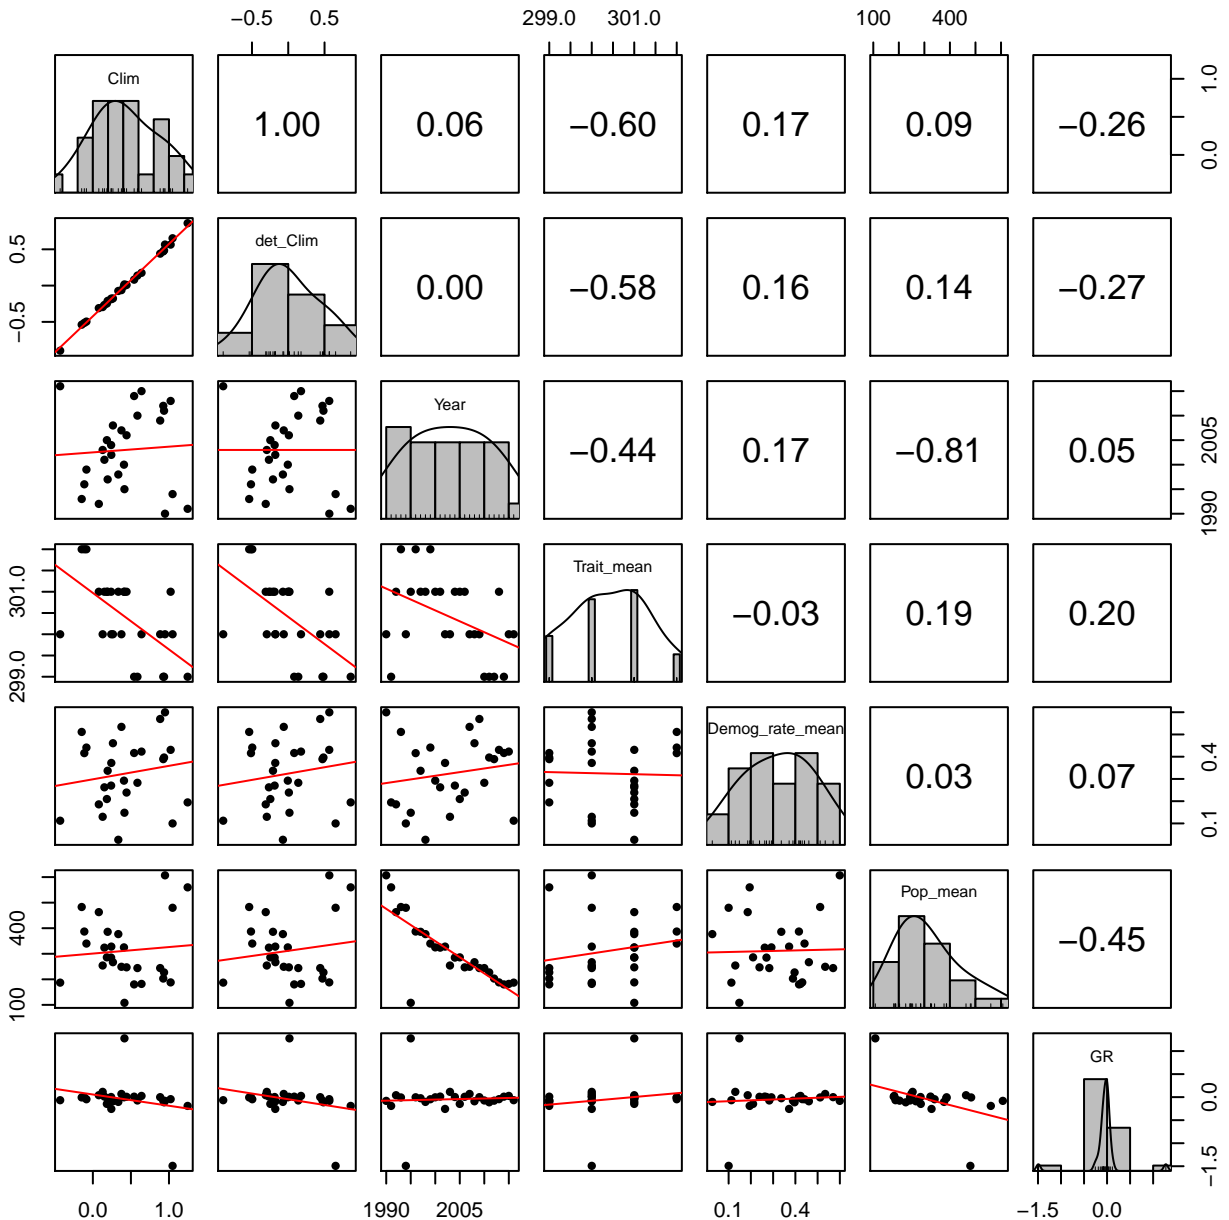 −0.5 0.5 299.0 301.0 100 400
Clim 1.00 0.06 −0.60 0.17 0.09 −0.26 0.0 1.0
−0.5 0.5 det_Clim 0.00 −0.58 0.16 0.14 −0.27
Year −0.44 0.17 −0.81 0.05 1990 2005
299.0 301.0 Trait_mean −0.03 0.19 0.20
Demog_rate_mean 0.03 0.07 0.1 0.4
100 400 Pop_mean −0.45
GR −1.5 0.0
0.0 1.0 1990 2005 0.1 0.4 −1.5 0.0